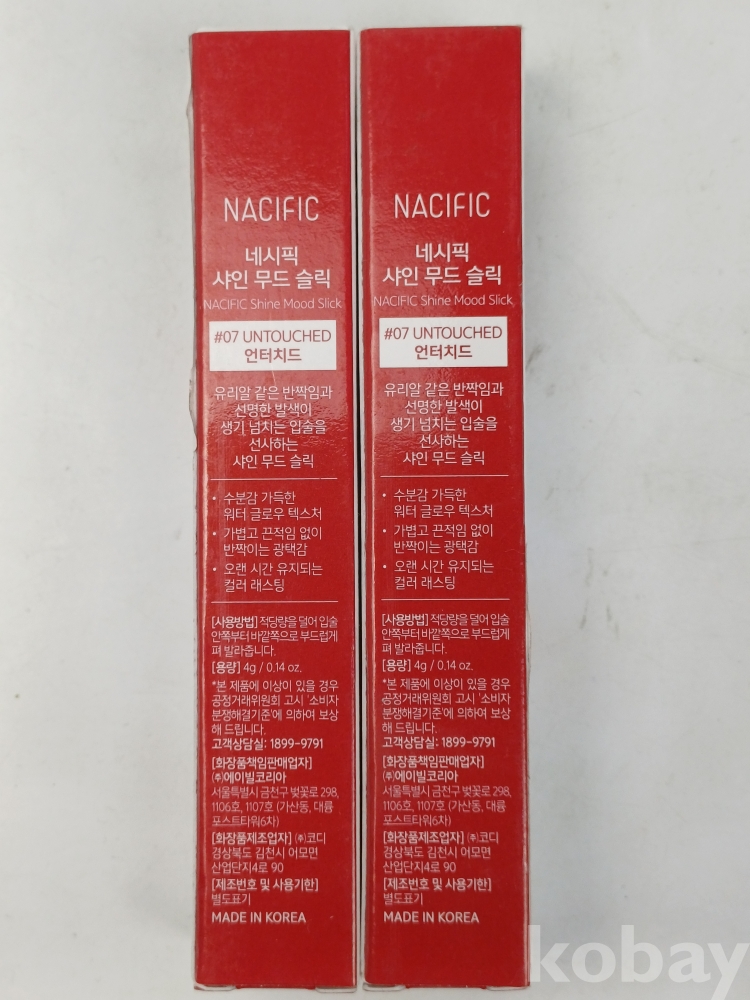 NACIFIC
네시픽
샤인 무드 슬릭
NACIFIC Shine Mood Slick
#07 UNTOUCHED
언터치드
유리알 같은 반짝임과
선명한 발색이
생기 넘치는 입술을
선사하는
샤인 무드 슬릭
• 수분감 가득한
워터 글로우 텍스처
• 가볍고 끈적임 없이
반짝이는 광택감
• 오랜 시간 유지되는
컬러 래스팅
[사용방법] 적당량을 덜어 입술
안쪽부터 바깥쪽으로 부드럽게
펴 발라줍니다.
[용량] 4g / 0.14 oz.
*본 제품에 이상이 있을 경우
공정거래위원회 고시 '소비자
분쟁해결기준'에 의하여 보상
해 드립니다.
고객상담실: 1899-9791
[화장품책임판매업자]
㈜에이빌코리아
서울특별시 금천구 벚꽃로 298,
1106호, 1107호 (가산동, 대륭
포스트타워6차)
[화장품제조업자] ㈜코디
경상북도 김천시 어모면
산업단지4로 90
[제조번호 및 사용기한]
별도표기
MADE IN KOREA
NACIFIC
네시픽
샤인 무드 슬릭
NACIFIC Shine Mood Slick
#07 UNTOUCHED
언터치드
유리알 같은 반짝임과
선명한 발색이
생기 넘치는 입술을
선사하는
샤인 무드 슬릭
• 수분감 가득한
워터 글로우 텍스처
• 가볍고 끈적임 없이
반짝이는 광택감
• 오랜 시간 유지되는
컬러 래스팅
[사용방법] 적당량을 덜어 입술
안쪽부터 바깥쪽으로 부드럽게
펴 발라줍니다.
[용량] 4g / 0.14 oz.
*본 제품에 이상이 있을 경우
공정거래위원회 고시 '소비자
분쟁해결기준'에 의하여 보상
해 드립니다.
고객상담실: 1899-9791
[화장품책임판매업자]
㈜에이빌코리아
서울특별시 금천구 벚꽃로 298,
1106호, 1107호 (가산동, 대륭
포스트타워6차)
[화장품제조업자] ㈜코디
경상북도 김천시 어모면
산업단지4로 90
[제조번호 및 사용기한]
별도표기
MADE IN KOREA
kobay